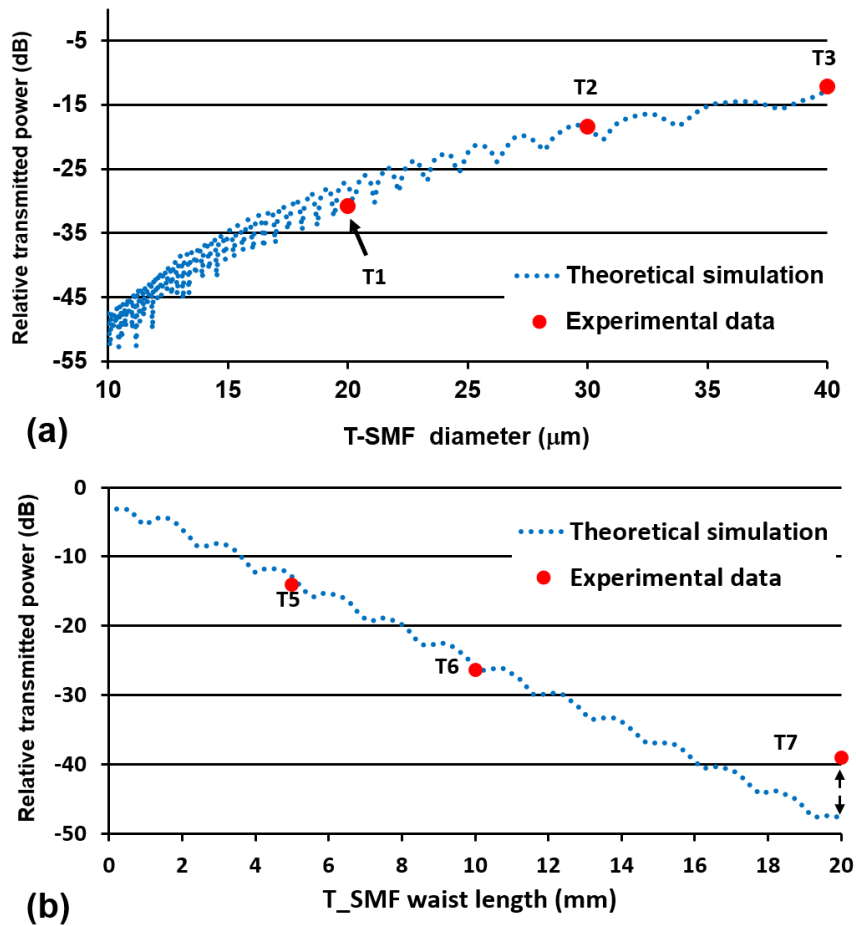 Relative transmitted power (dB)
-5
-15
-25
-35
-45
-55
T3
T2
T1
Theoretical simulation
Experimental data
10
15
20
25
30
35
40
T-SMF diameter (μm)
(a)
Relative transmitted power (dB)
0
-10
-20
-30
-40
-50
Theoretical simulation
Experimental data
T5
T6
T7
0
2
4
6
8
10
12
14
16
18
20
T_SMF waist length (mm)
(b)